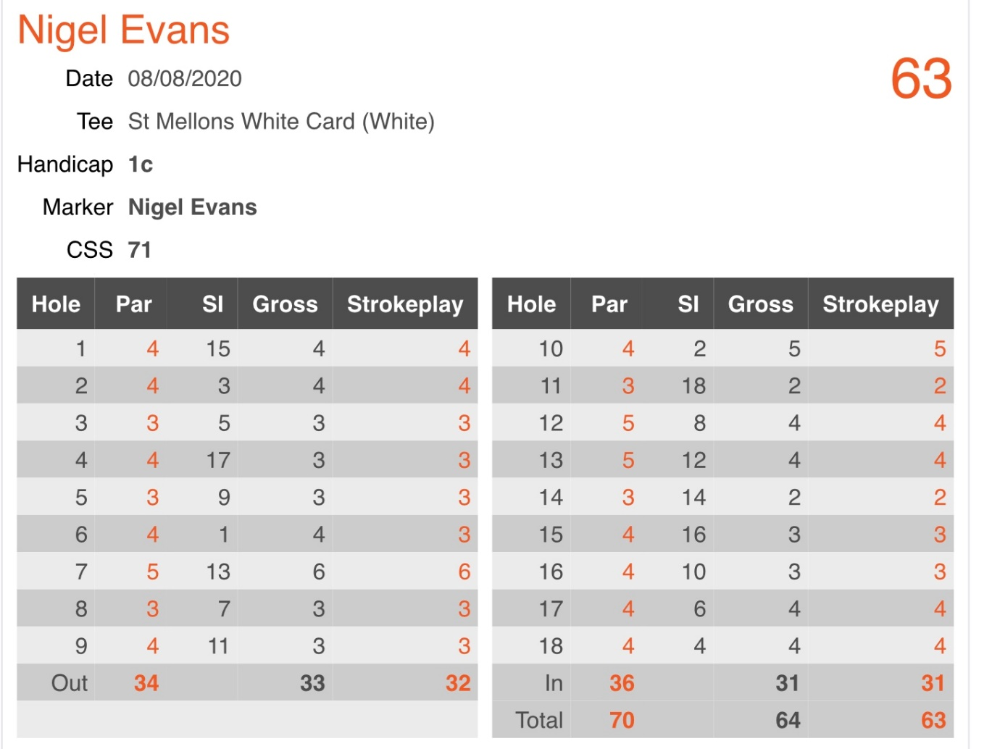 Nigel Evans
63
Date 08/08/2020
Tee St Mellons White Card (White)
Handicap 1c
Marker Nigel Evans
CSS 71
Hole Par SI Gross Strokeplay Hole Par SI Gross Strokeplay
1 4 15 4 4 10 4 2 5 5
2 4 3 4 4 11 3 18 2 2
3 3 5 3 3 12 5 8 4 4
4 4 17 3 3 13 5 12 4 4
5 3 9 3 3 14 3 14 2 2
6 4 1 4 3 15 4 16 3 3
7 5 13 6 6 16 4 10 3 3
8 3 7 3 3 17 4 6 4 4
9 4 11 3 3 18 4 4 4 4
Out 34 33 32 In 36 31 31
Total 70 64 63